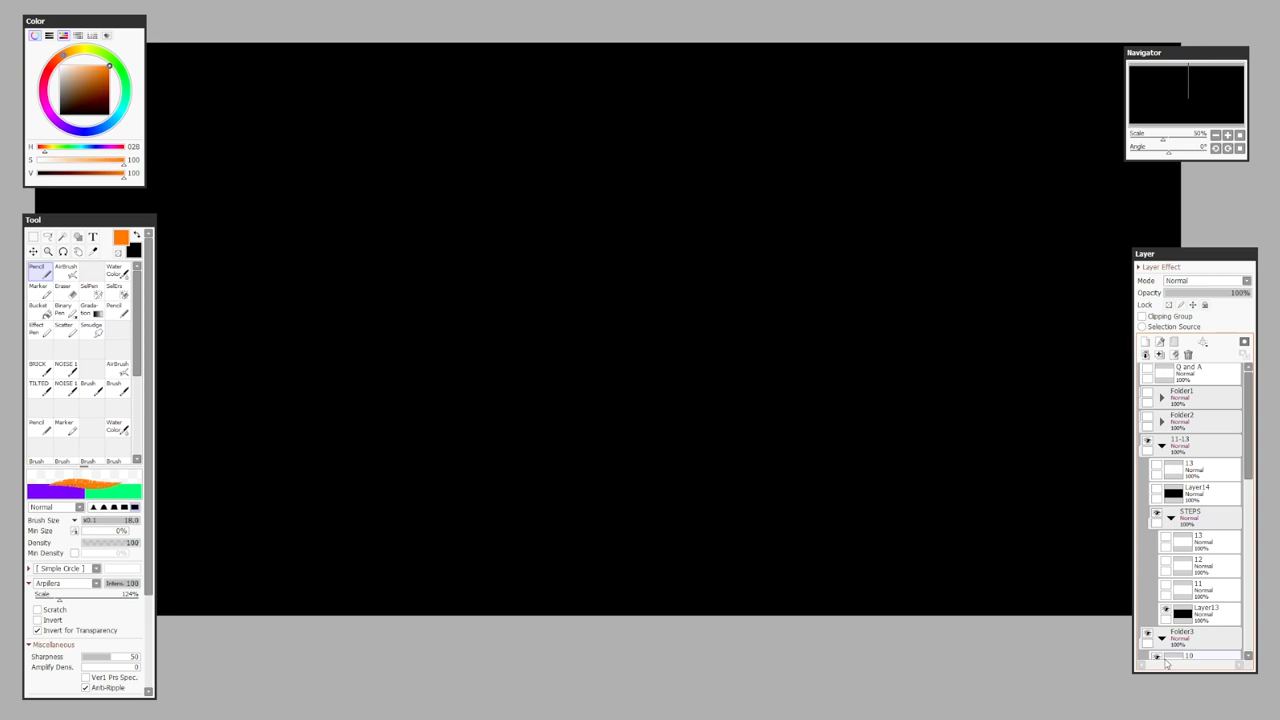 Color
H 028
S 100
V 100
Tool
T
Pencil AirBrush Water Color
Marker Eraser SelPen SelErs
Bucket Binary Pen Grada-tion Pencil
Effect Pen Scatter Smudge
BRICK NOISE 1 AirBrush
TILTED NOISE 1 Brush Brush
Pencil Marker Water Color
Brush Brush Brush Brush
Normal
Brush Size x0.1 18.0
Min Size 0%
Density 100
Min Density 0%
[ Simple Circle ]
Arpillera Intens. 100
Scale 124%
Scratch
Invert
Invert for Transparency
Miscellaneous
Sharpness 50
Amplify Dens. 0
Ver1 Prs Spec.
Anti-Ripple
Navigator
Scale 50%
Angle 0°
Layer
Layer Effect
Mode Normal
Opacity 100%
Lock
Clipping Group
Selection Source
Q and A
Normal
100%
Folder1
Normal
100%
Folder2
Normal
100%
11-13
Normal
100%
13
Normal
100%
Layer14
Normal
100%
STEPS
Normal
100%
13
Normal
100%
12
Normal
100%
11
Normal
100%
Layer13
Normal
100%
Folder3
Normal
100%
10